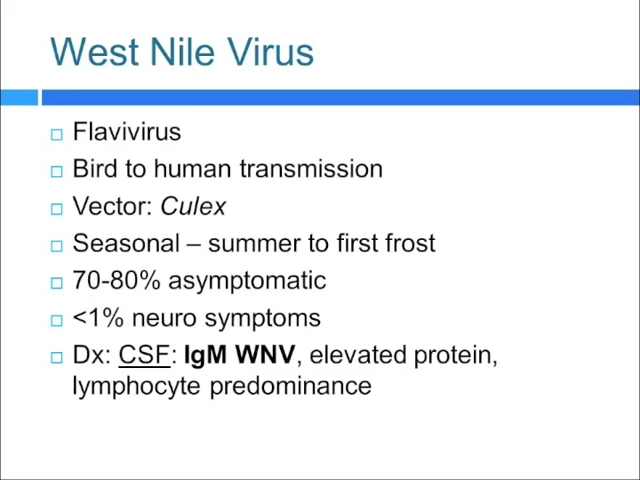 West Nile Virus
Flavivirus
Bird to human transmission
Vector: Culex
Seasonal – summer to first frost
70-80% asymptomatic
<1% neuro symptoms
Dx: CSF: IgM WNV, elevated protein,
lymphocyte predominance